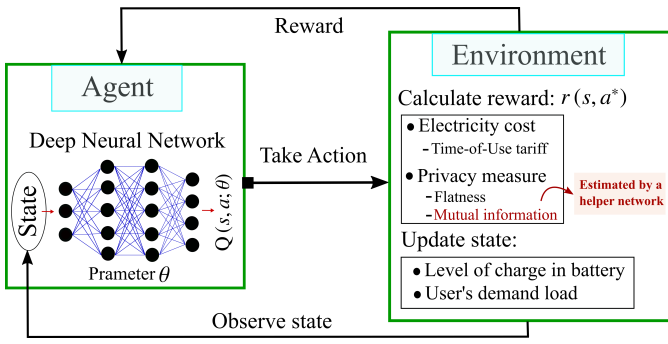 Reward
Agent
Deep Neural Network
State
Q(s, a; θ)
Prameter θ
Take Action
Observe state
Environment
Calculate reward: r(s, a*)
● Electricity cost
- Time-of-Use tariff
● Privacy measure
- Flatness
- Mutual information
Estimated by a
helper network
Update state:
● Level of charge in battery
● User's demand load